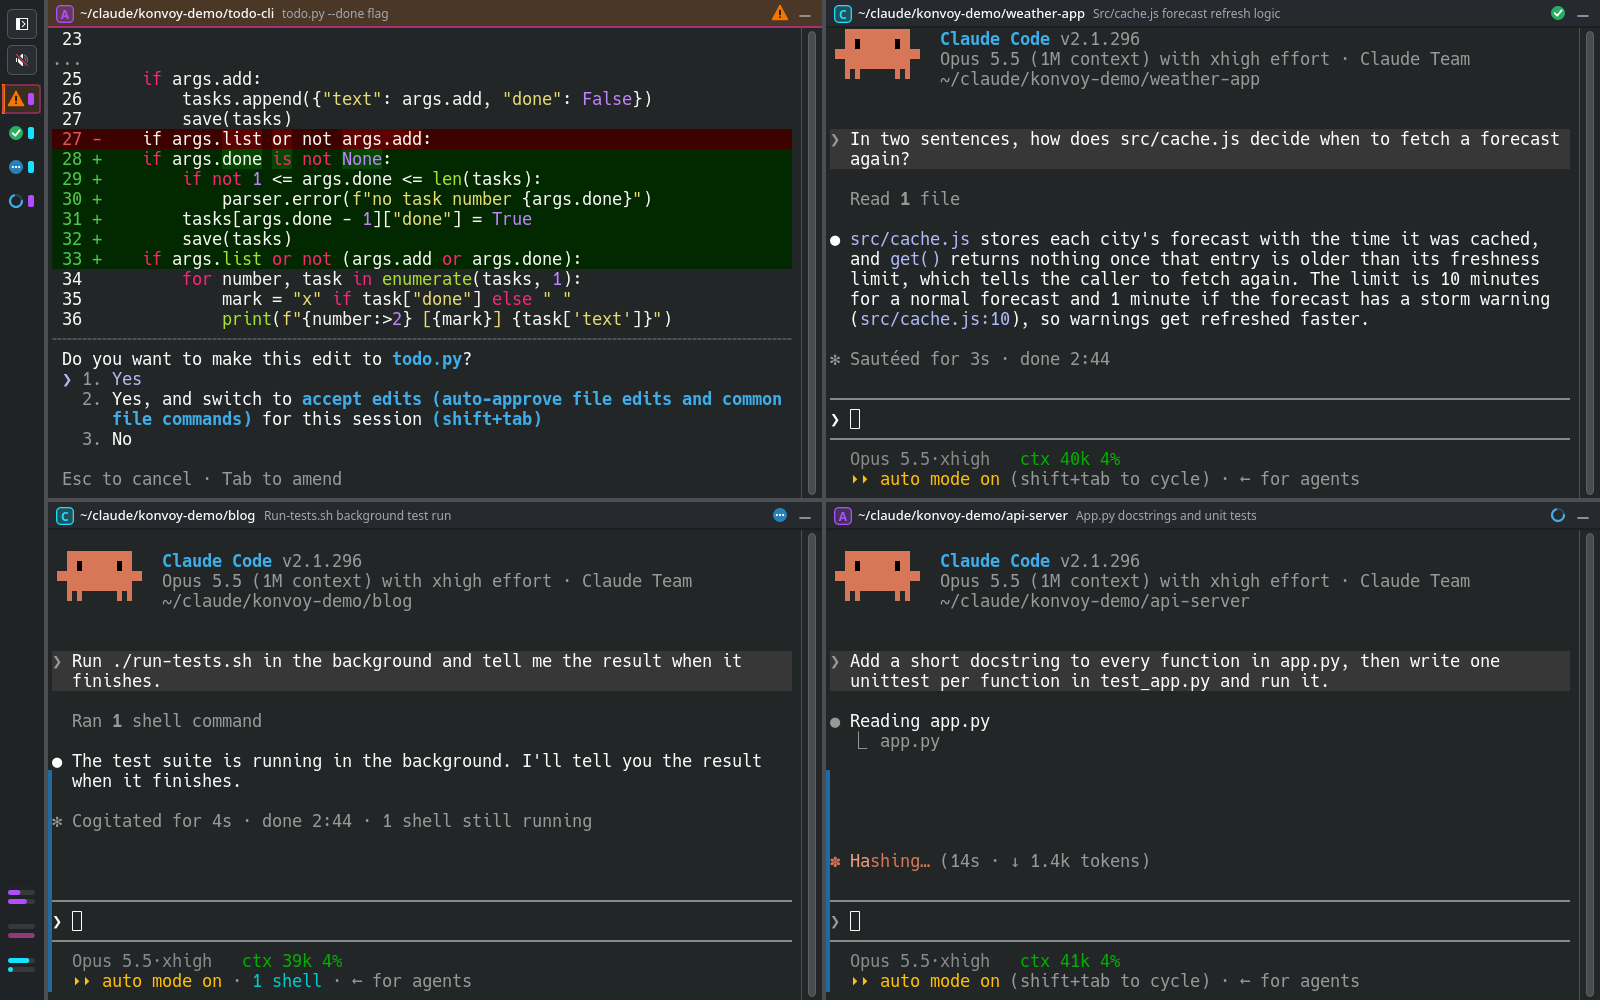 A ~/claude/konvoy-demo/todo-cli todo.py --done flag
23
...
25 if args.add:
26 tasks.append({"text": args.add, "done": False})
27 save(tasks)
27 - if args.list or not args.add:
28 + if args.done is not None:
29 + if not 1 <= args.done <= len(tasks):
30 + parser.error(f"no task number {args.done}")
31 + tasks[args.done - 1]["done"] = True
32 + save(tasks)
33 + if args.list or not (args.add or args.done):
34 for number, task in enumerate(tasks, 1):
35 mark = "x" if task["done"] else " "
36 print(f"{number:>2} [{mark}] {task['text']}")
Do you want to make this edit to todo.py?
❯ 1. Yes
2. Yes, and switch to accept edits (auto-approve file edits and common
file commands) for this session (shift+tab)
3. No
Esc to cancel · Tab to amend
C ~/claude/konvoy-demo/weather-app Src/cache.js forecast refresh logic
Claude Code v2.1.296
Opus 5.5 (1M context) with xhigh effort · Claude Team
~/claude/konvoy-demo/weather-app
❯ In two sentences, how does src/cache.js decide when to fetch a forecast
again?
Read 1 file
● src/cache.js stores each city's forecast with the time it was cached,
and get() returns nothing once that entry is older than its freshness
limit, which tells the caller to fetch again. The limit is 10 minutes
for a normal forecast and 1 minute if the forecast has a storm warning
(src/cache.js:10), so warnings get refreshed faster.
✻ Sautéed for 3s · done 2:44
❯
Opus 5.5·xhigh ctx 40k 4%
⏵⏵ auto mode on (shift+tab to cycle) · ← for agents
C ~/claude/konvoy-demo/blog Run-tests.sh background test run
Claude Code v2.1.296
Opus 5.5 (1M context) with xhigh effort · Claude Team
~/claude/konvoy-demo/blog
❯ Run ./run-tests.sh in the background and tell me the result when it
finishes.
Ran 1 shell command
● The test suite is running in the background. I'll tell you the result
when it finishes.
✻ Cogitated for 4s · done 2:44 · 1 shell still running
❯
Opus 5.5·xhigh ctx 39k 4%
⏵⏵ auto mode on · 1 shell · ← for agents
A ~/claude/konvoy-demo/api-server App.py docstrings and unit tests
Claude Code v2.1.296
Opus 5.5 (1M context) with xhigh effort · Claude Team
~/claude/konvoy-demo/api-server
❯ Add a short docstring to every function in app.py, then write one
unittest per function in test_app.py and run it.
● Reading app.py
⎿ app.py
✽ Hashing… (14s · ↓ 1.4k tokens)
❯
Opus 5.5·xhigh ctx 41k 4%
⏵⏵ auto mode on (shift+tab to cycle) · ← for agents